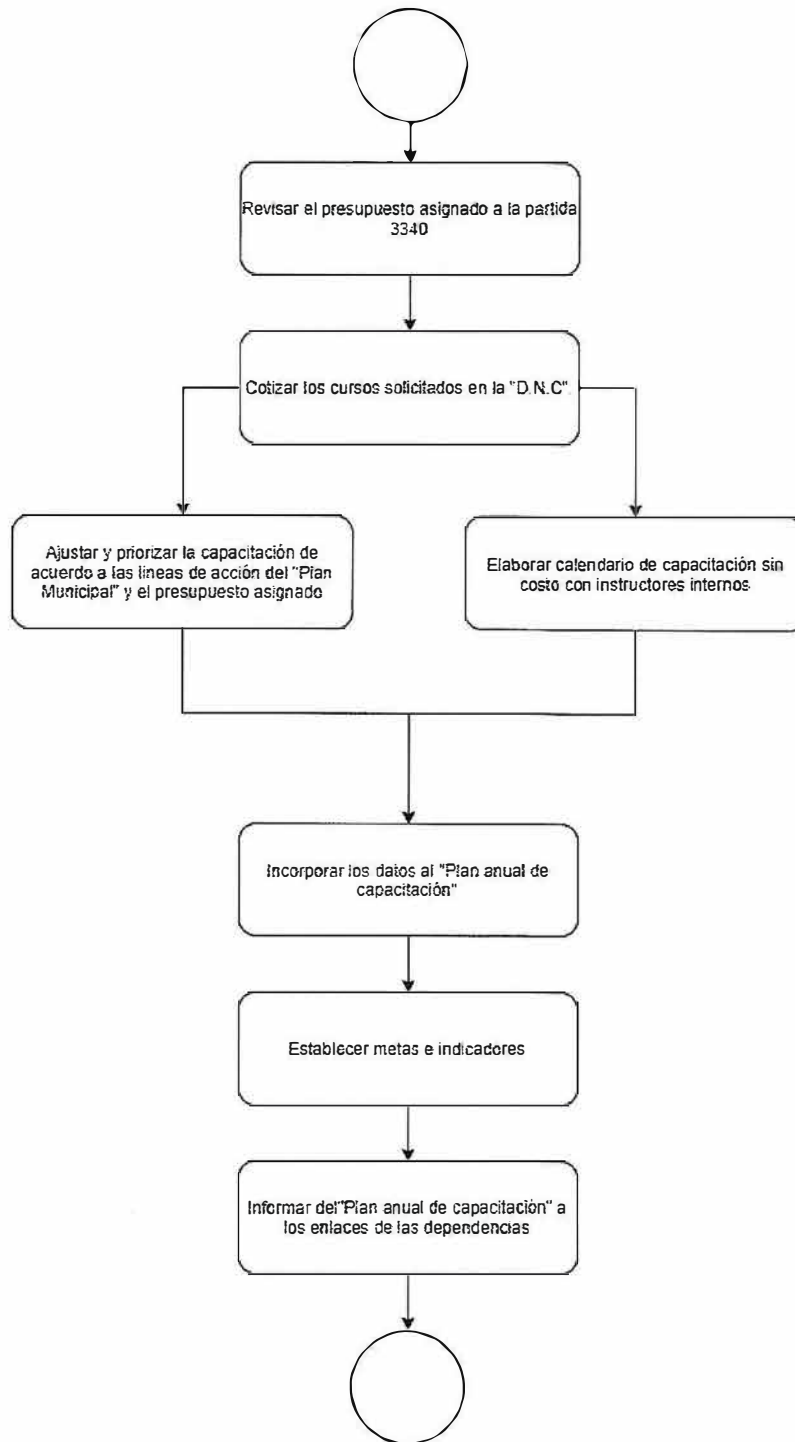 Revisar el presupuesto asignado a la partida
3340
Cotizar los cursos solicitados en la "D.N.C".
Ajustar y priorizar la capacitación de
acuerdo a las lineas de acción del "Plan
Municipal" y el presupuesto asignado
Elaborar calendario de capacitación sin
costo con instructores internos
Incorporar los datos al "Plan anual de
capacitación"
Establecer metas e indicadores
Informar del"Plan anual de capacitación" a
los enlaces de las dependencias